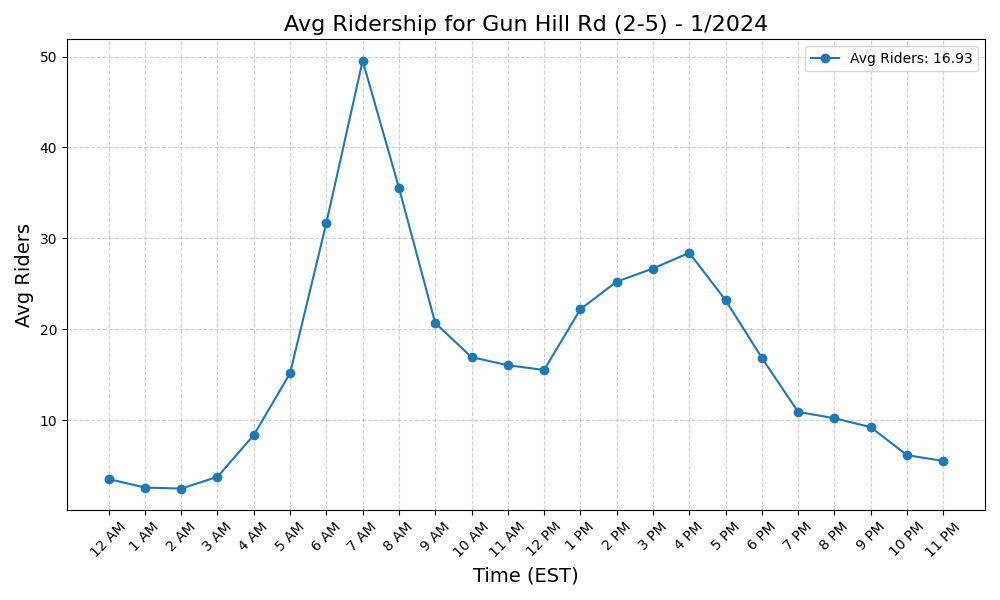 Avg Ridership for Gun Hill Rd (2-5) - 1/2024
Avg Riders: 16.93
50
40
30
20
10
Avg Riders
12 AM
1 AM
2 AM
3 AM
4 AM
5 AM
6 AM
7 AM
8 AM
9 AM
10 AM
11 AM
12 PM
1 PM
2 PM
3 PM
4 PM
5 PM
6 PM
7 PM
8 PM
9 PM
10 PM
11 PM
Time (EST)